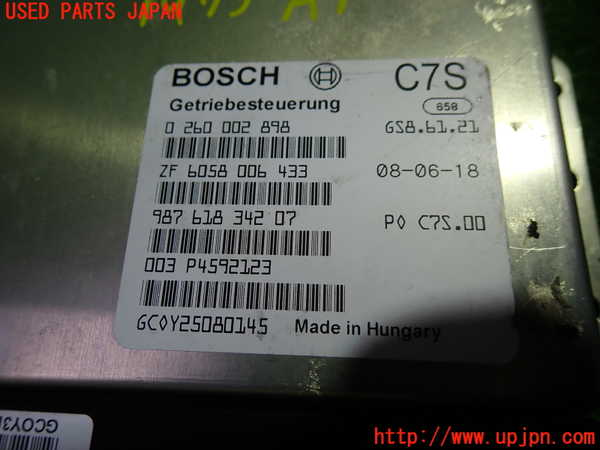 USED PARTS JAPAN
BOSCH C7S
Getriebesteuerung 658
0 260 002 898 GS8.61.21
ZF 6058 006 433 08-06-18
987 618 342 07 P◊ C7S.00
003 P4592123
GC0Y25080145 Made in Hungary
GCOY3
http://www.upjpn.com/